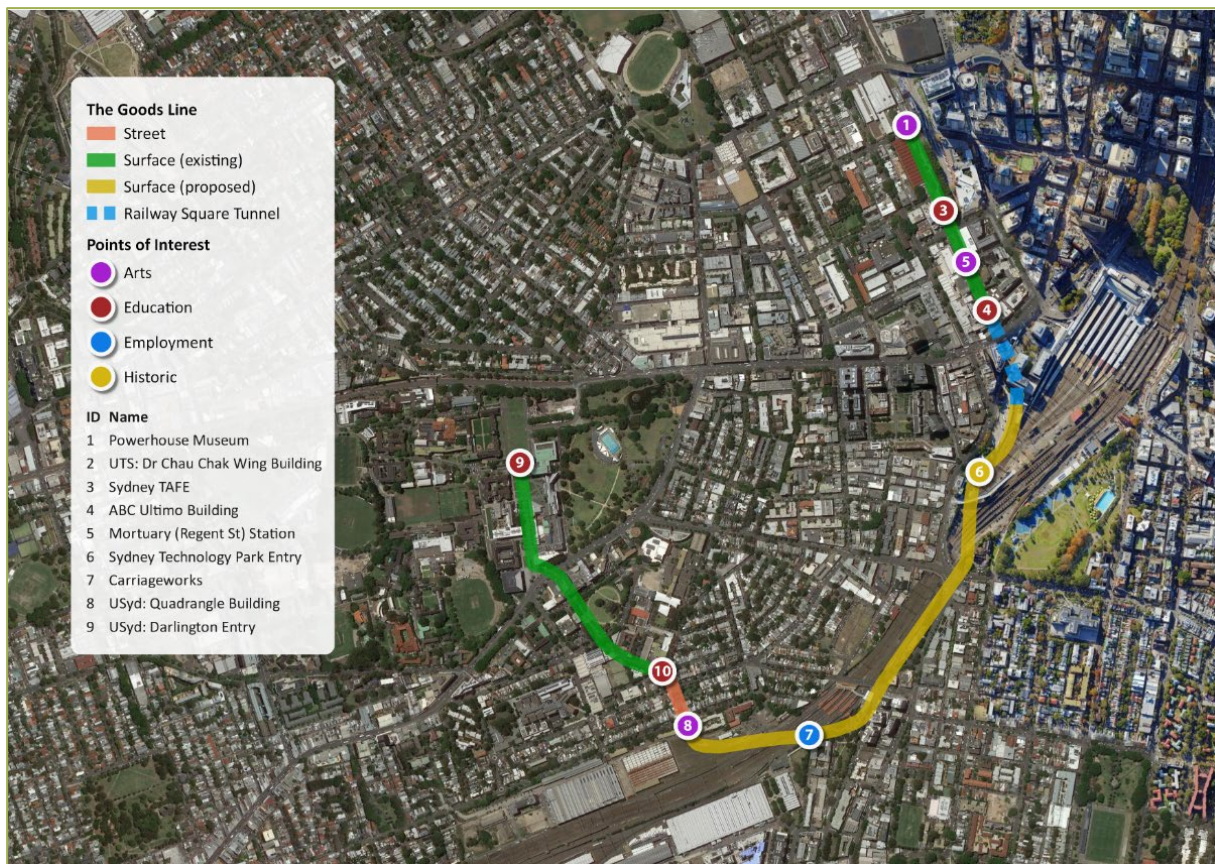 The Goods Line
Street
Surface (existing)
Surface (proposed)
Railway Square Tunnel
Points of Interest
Arts
Education
Employment
Historic
ID Name
1 Powerhouse Museum
2 UTS: Dr Chau Chak Wing Building
3 Sydney TAFE
4 ABC Ultimo Building
5 Mortuary (Regent St) Station
6 Sydney Technology Park Entry
7 Carriageworks
8 USyd: Quadrangle Building
9 USyd: Darlington Entry
1
3
5
4
6
9
10
8
7